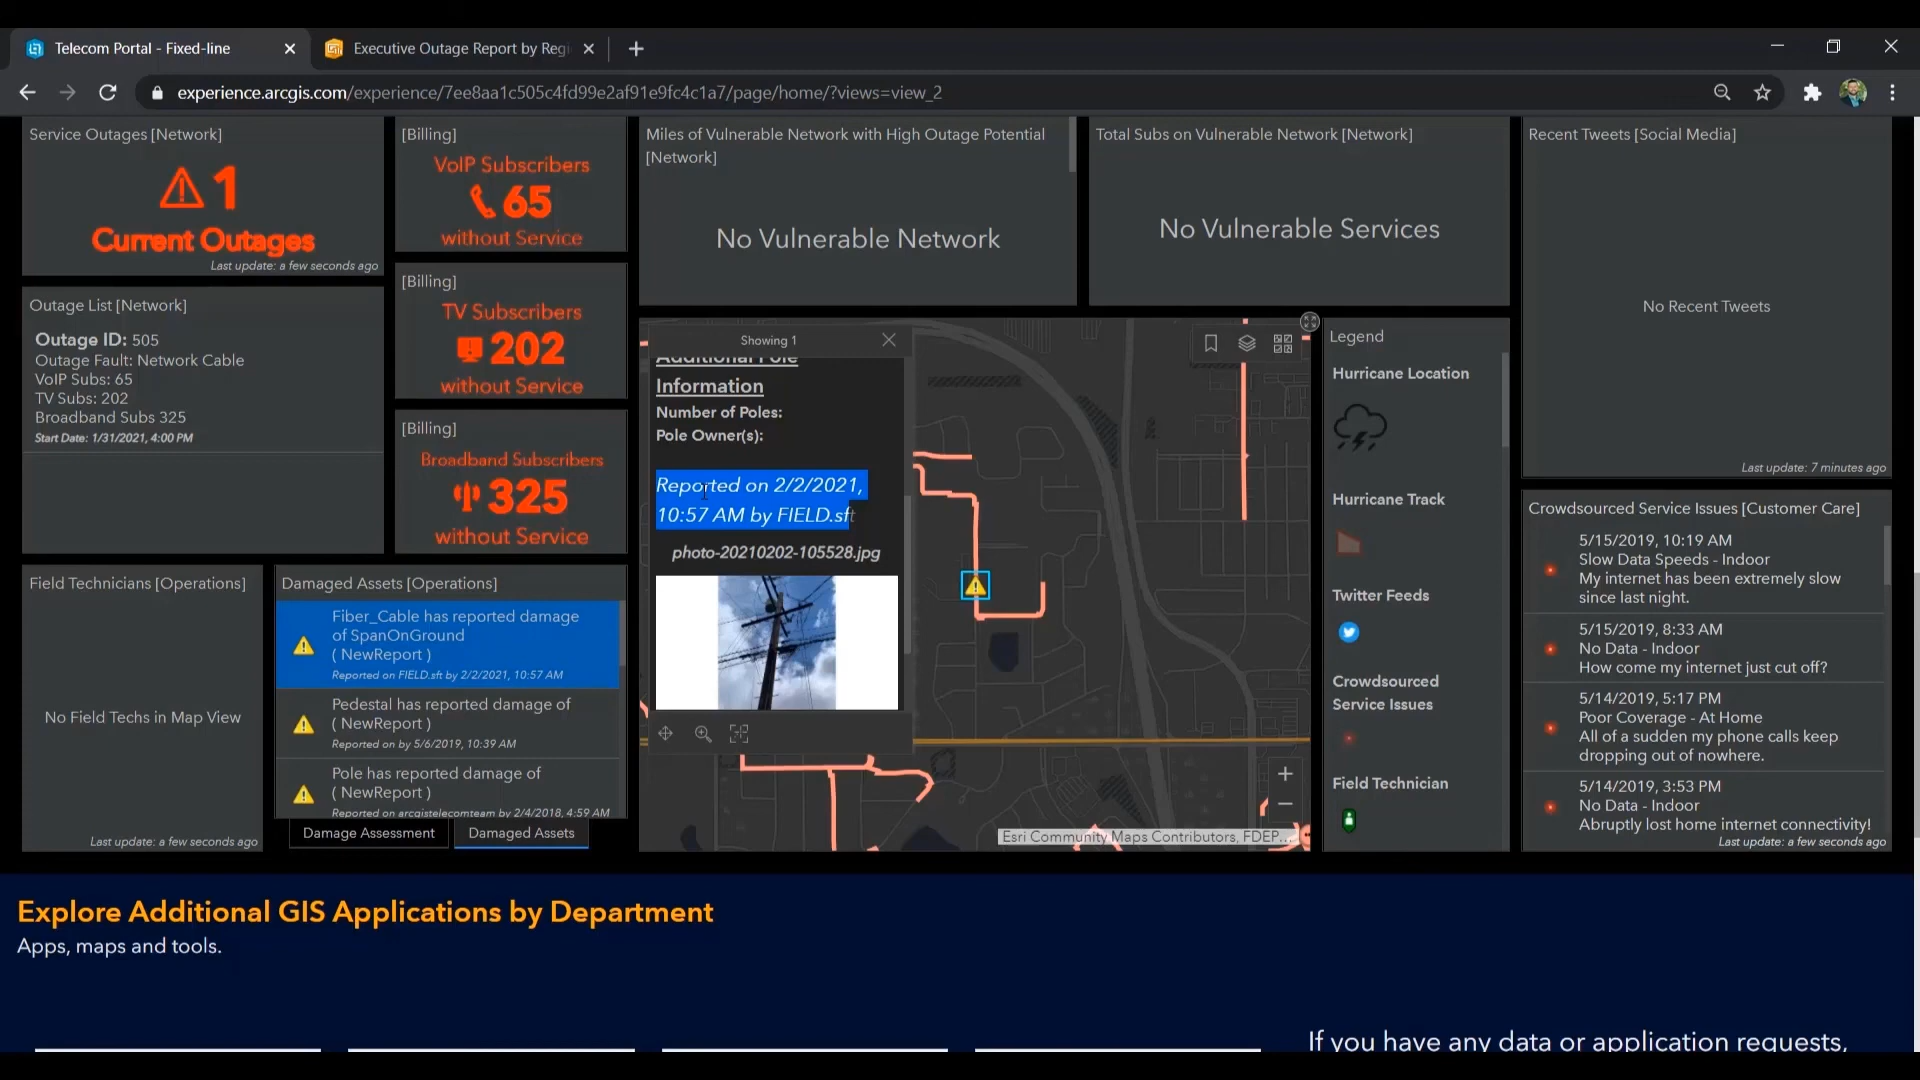 Telecom Portal - Fixed-line
Executive Outage Report by Regi
experience.arcgis.com/experience/7ee8aa1c505c4fd99e2af91e9fc4c1a7/page/home/?views=view_2
Service Outages [Network]
1
Current Outages
Last update: a few seconds ago
Outage List [Network]
Outage ID: 505
Outage Fault: Network Cable
VoIP Subs: 65
TV Subs: 202
Broadband Subs 325
Start Date: 1/31/2021, 4:00 PM
[Billing]
VoIP Subscribers
65
without Service
[Billing]
TV Subscribers
202
without Service
[Billing]
Broadband Subscribers
325
without Service
Miles of Vulnerable Network with High Outage Potential
[Network]
No Vulnerable Network
Total Subs on Vulnerable Network [Network]
No Vulnerable Services
Recent Tweets [Social Media]
No Recent Tweets
Last update: 7 minutes ago
Field Technicians [Operations]
No Field Techs in Map View
Last update: a few seconds ago
Damaged Assets [Operations]
Fiber_Cable has reported damage
of SpanOnGround
( NewReport )
Reported on FIELD.sft by 2/2/2021, 10:57 AM
Pedestal has reported damage of
( NewReport )
Reported on by 5/6/2019, 10:39 AM
Pole has reported damage of
( NewReport )
Reported on arcgistelecomteam by 2/4/2018, 4:59 AM
Damage Assessment
Damaged Assets
Showing 1
Additional Pole
Information
Number of Poles:
Pole Owner(s):
Reported on 2/2/2021,
10:57 AM by FIELD.sft
photo-20210202-105528.jpg
Esri Community Maps Contributors, FDEP...
Legend
Hurricane Location
Hurricane Track
Twitter Feeds
Crowdsourced
Service Issues
Field Technician
Crowdsourced Service Issues [Customer Care]
5/15/2019, 10:19 AM
Slow Data Speeds - Indoor
My internet has been extremely slow
since last night.
5/15/2019, 8:33 AM
No Data - Indoor
How come my internet just cut off?
5/14/2019, 5:17 PM
Poor Coverage - At Home
All of a sudden my phone calls keep
dropping out of nowhere.
5/14/2019, 3:53 PM
No Data - Indoor
Abruptly lost home internet connectivity!
Last update: a few seconds ago
Explore Additional GIS Applications by Department
Apps, maps and tools.
If you have any data or application requests,